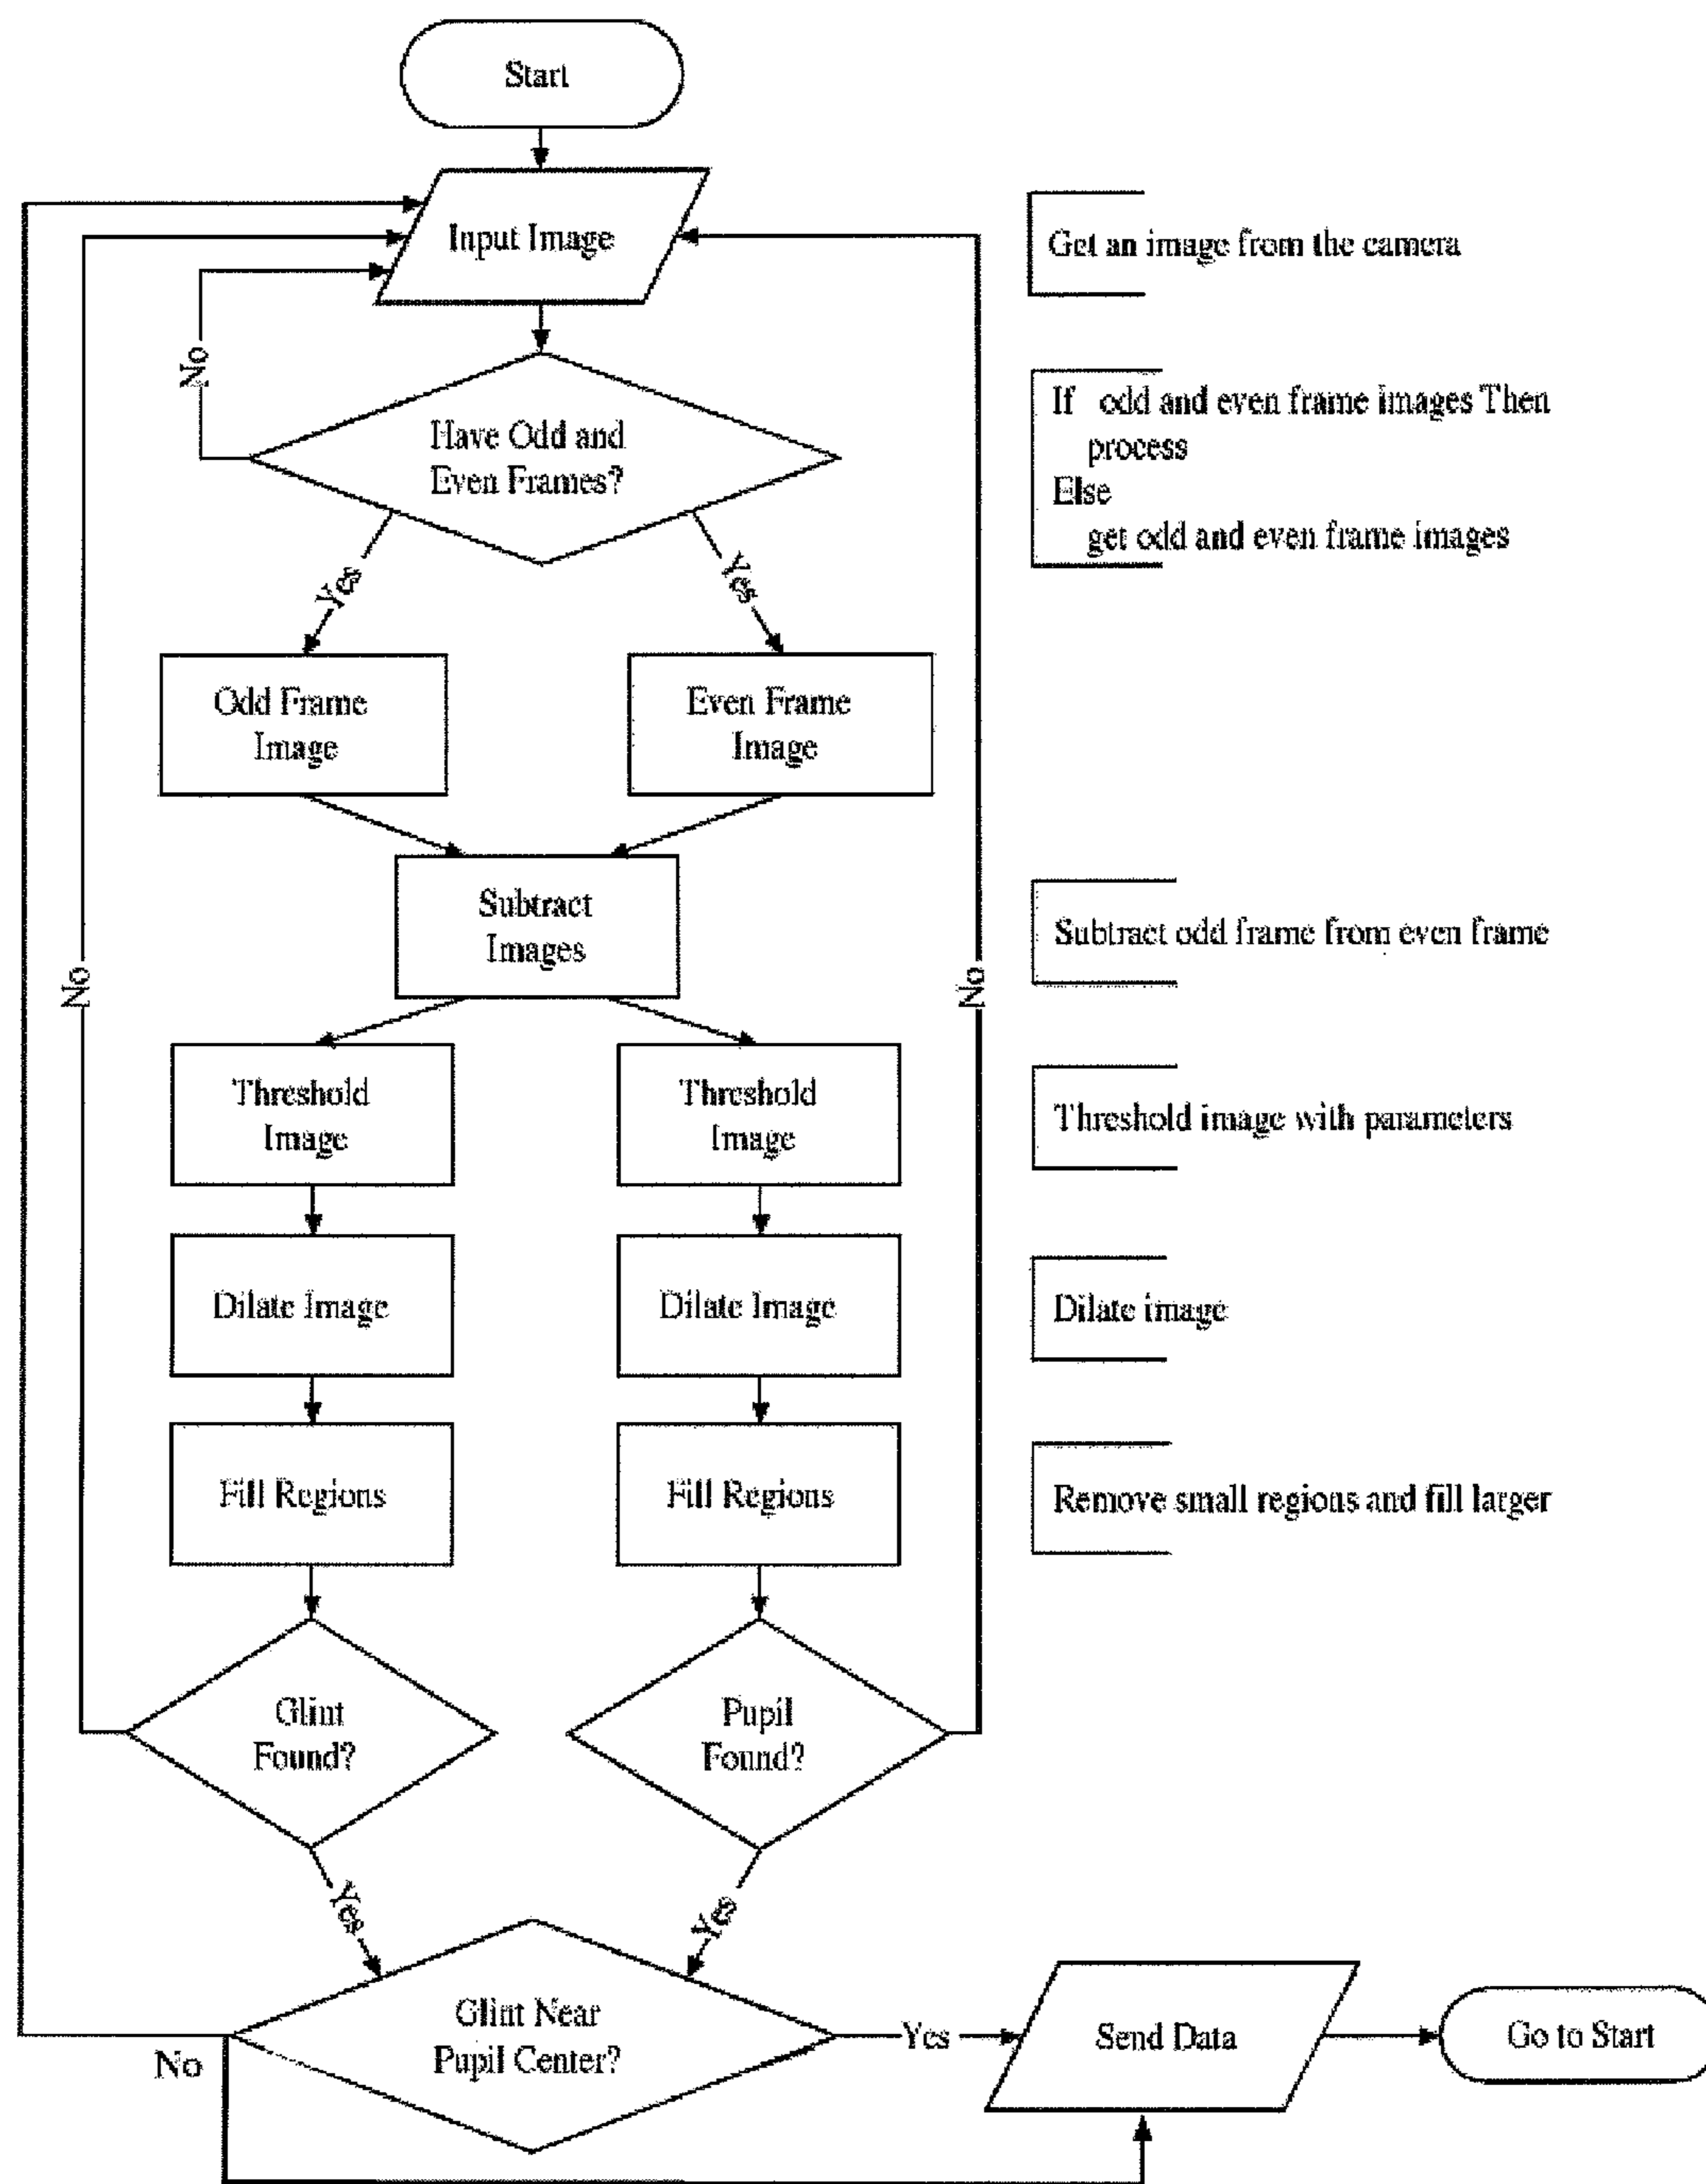 Start
Input Image
Get an image from the camera
No
Have Odd and
Even Frames?
If odd and even frame images Then
process
Else
get odd and even frame images
Yes
Yes
Odd Frame
Image
Even Frame
Image
Subtract
Images
Subtract odd frame from even frame
No
No
Threshold
Image
Threshold
Image
Threshold image with parameters
Dilate Image
Dilate Image
Dilate image
Fill Regions
Fill Regions
Remove small regions and fill larger
Glint
Found?
Pupil
Found?
Yes
Yes
Glint Near
Pupil Center?
No
Yes
Send Data
Go to Start